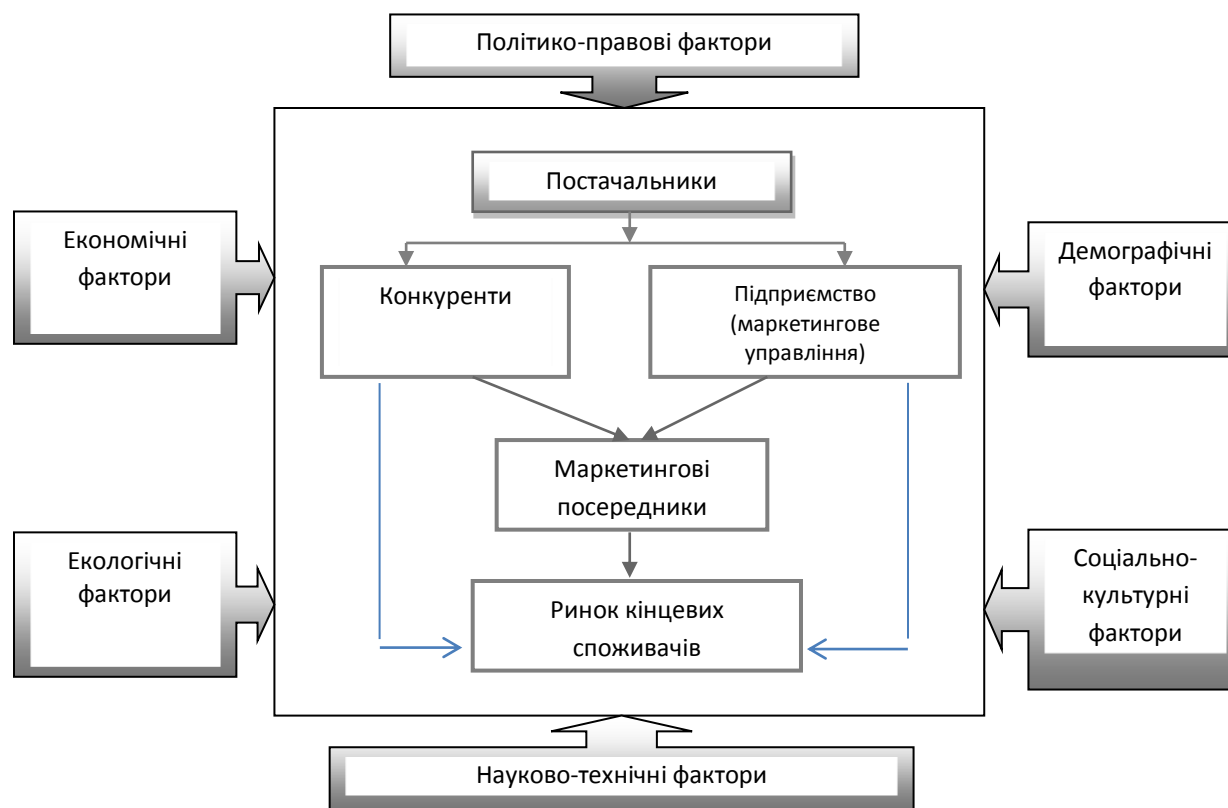 Політико-правові фактори
Постачальники
Економічні
фактори
Демографічні
фактори
Конкуренти
Підприємство
(маркетингове
управління)
Маркетингові
посередники
Екологічні
фактори
Соціально-
культурні
фактори
Ринок кінцевих
споживачів
Науково-технічні фактори